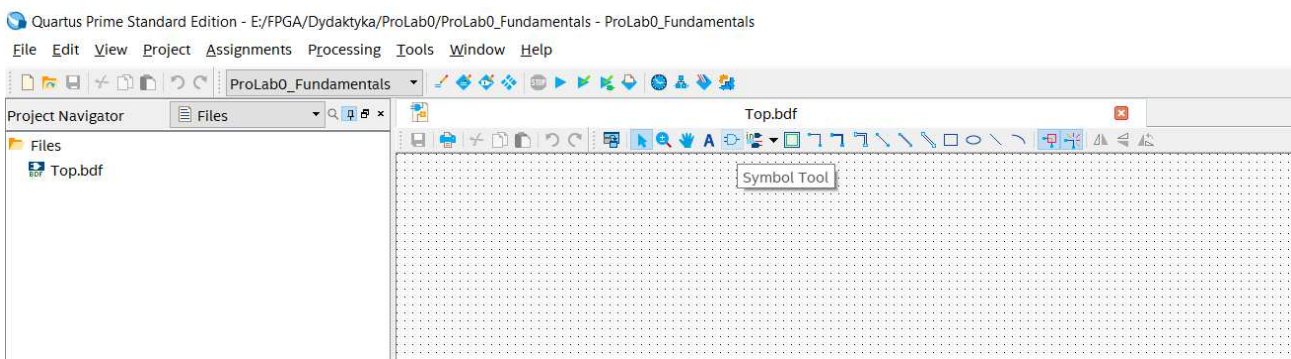 Quartus Prime Standard Edition - E:/FPGA/Dydaktyka/ProLab0/ProLab0_Fundamentals - ProLab0_Fundamentals
File Edit View Project Assignments Processing Tools Window Help
ProLab0_Fundamentals
Project Navigator Files Top.bdf
Files
Top.bdf
Symbol Tool